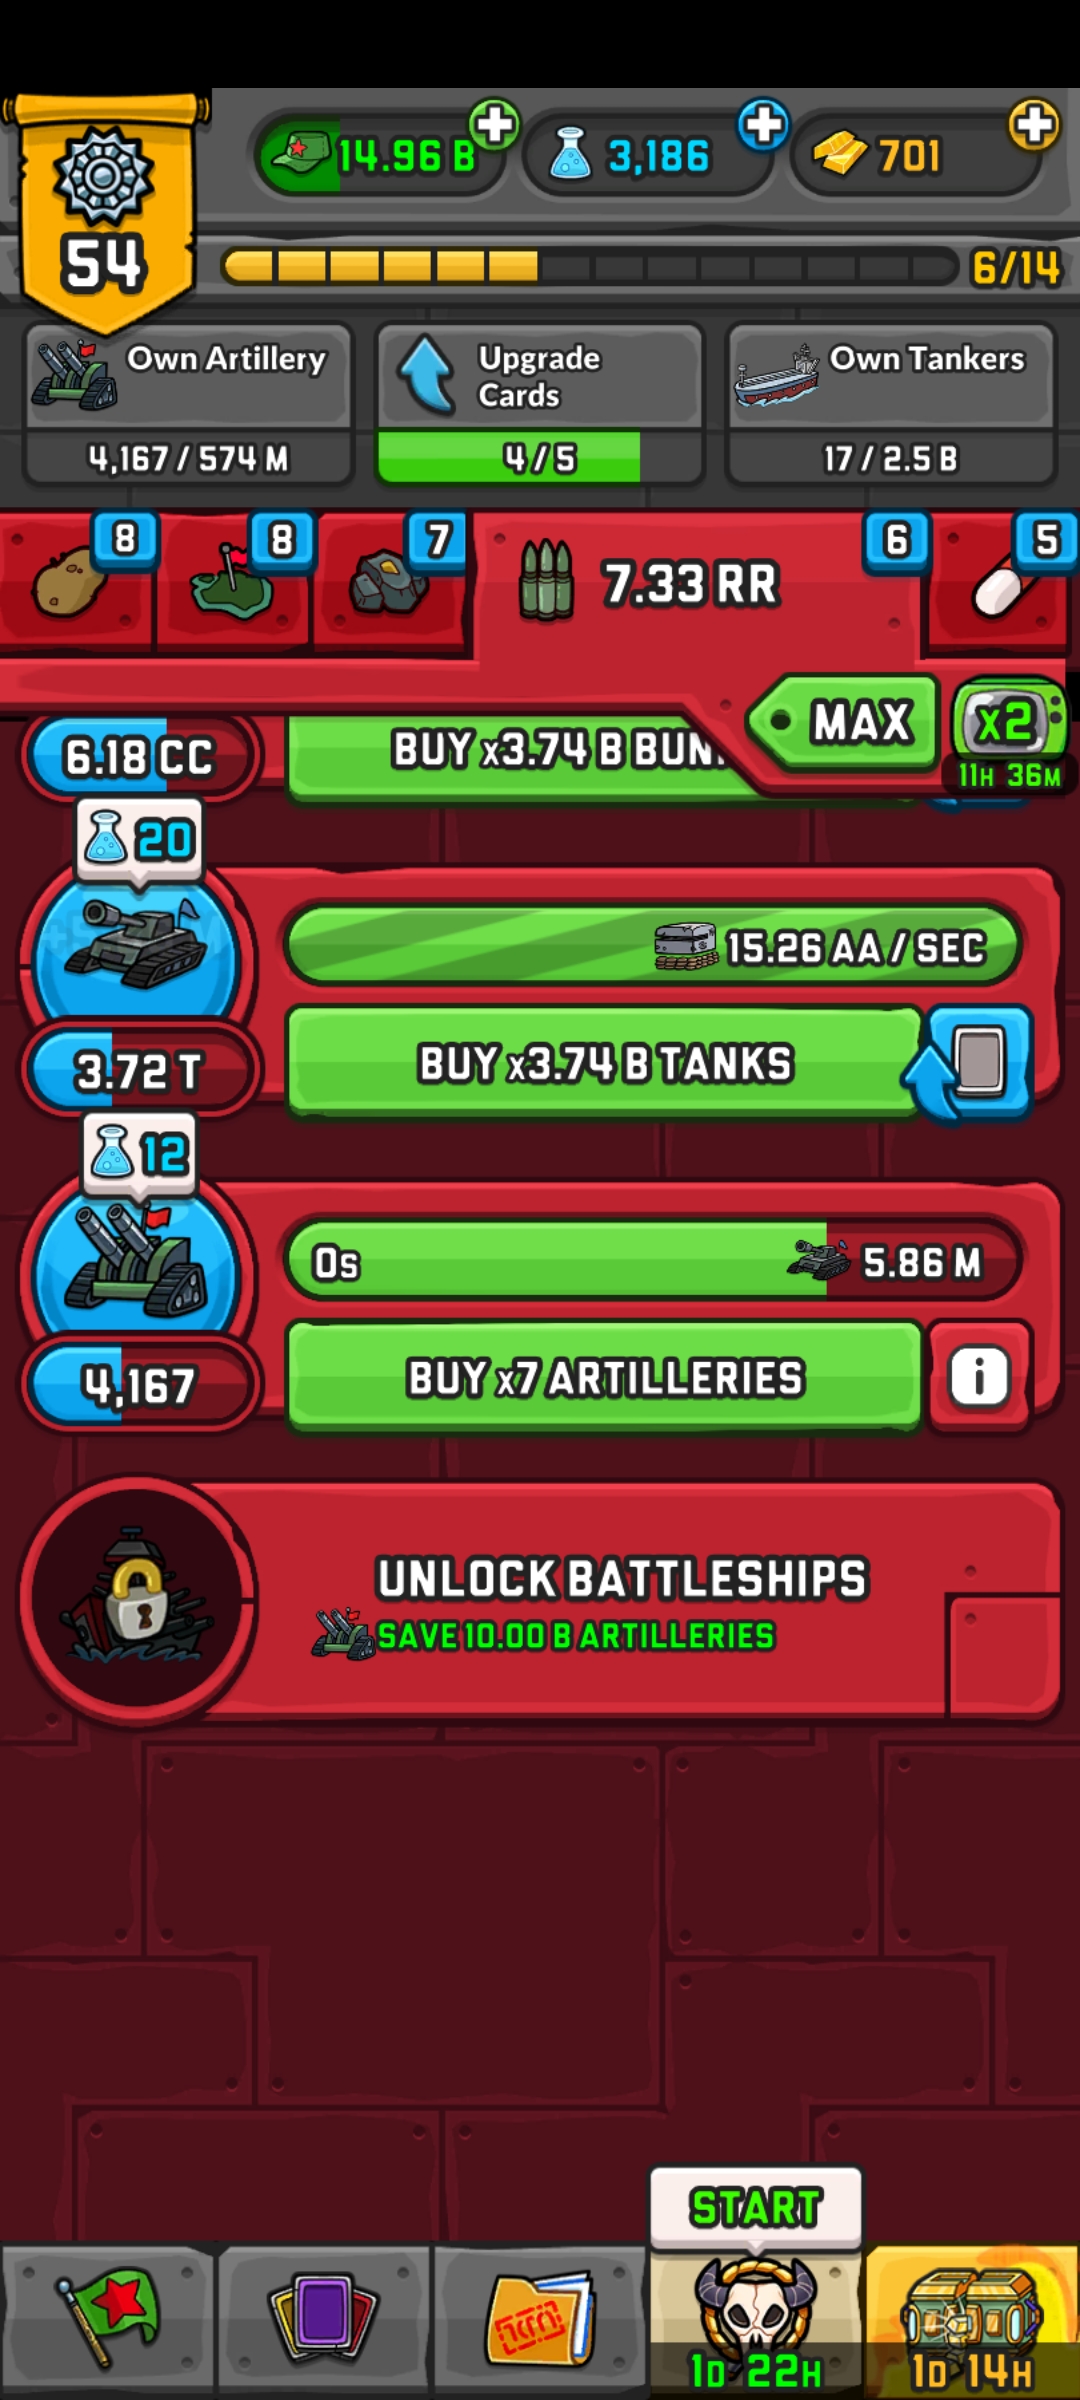 14.96 B
3,186
701
54
6/14
Own Artillery
4,167 / 574 M
Upgrade
Cards
4 / 5
Own Tankers
17 / 2.5 B
8
8
7
7.33 RR
6
5
MAX
x2
11H 36M
6.18 CC
BUY x3.74 B
20
15.26 AA / SEC
3.72 T
BUY x3.74 B TANKS
12
0s
5.86 M
4,167
BUY x7 ARTILLERIES
i
UNLOCK BATTLESHIPS
SAVE 10.00 B ARTILLERIES
START
1D 22H
1D 14H